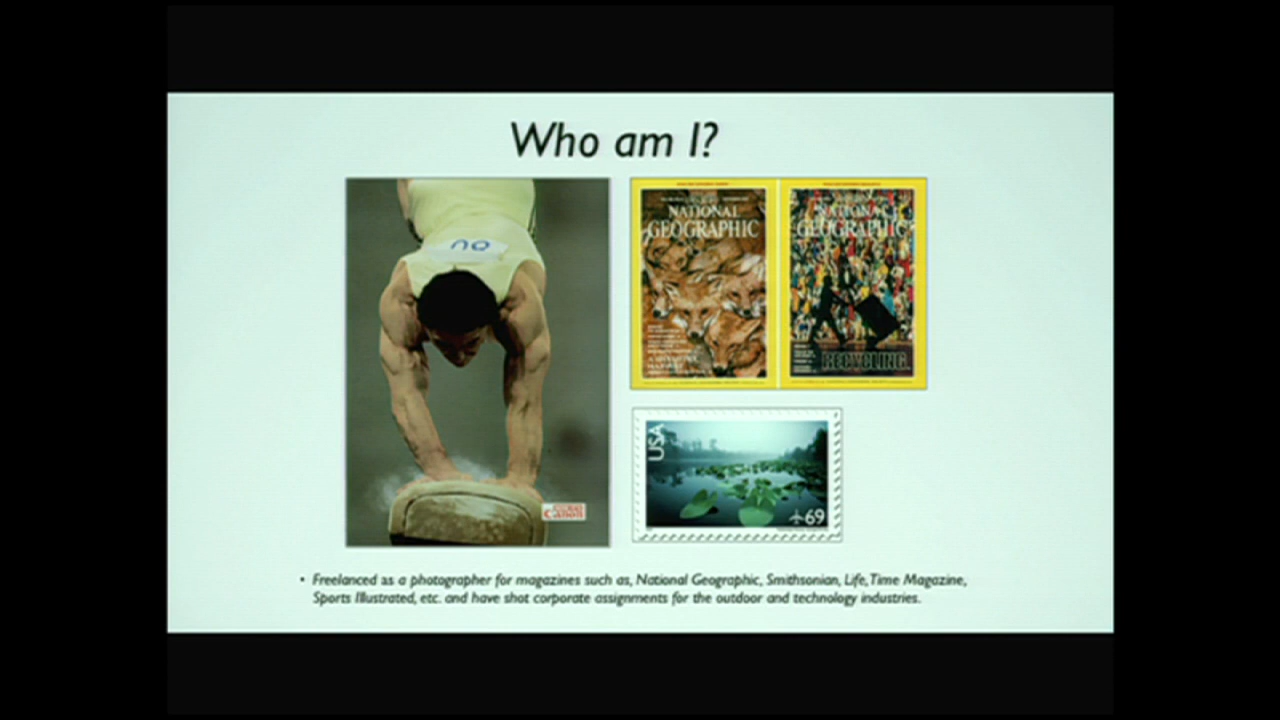 Who am I?
NATIONAL
GEOGRAPHIC
NATIONAL
GEOGRAPHIC
RECYCLING
USA
69
Canon
• Freelanced as a photographer for magazines such as, National Geographic, Smithsonian, Life, Time Magazine,
Sports Illustrated, etc. and have shot corporate assignments for the outdoor and technology industries.